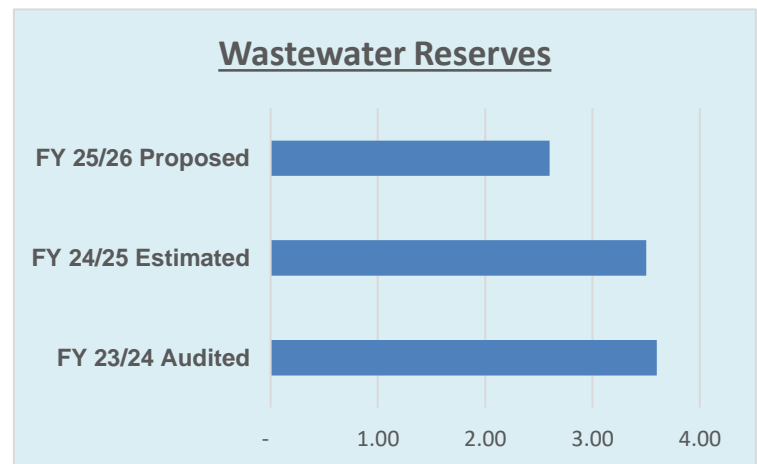 Wastewater Reserves
FY 25/26 Proposed
FY 24/25 Estimated
FY 23/24 Audited
- 1.00 2.00 3.00 4.00